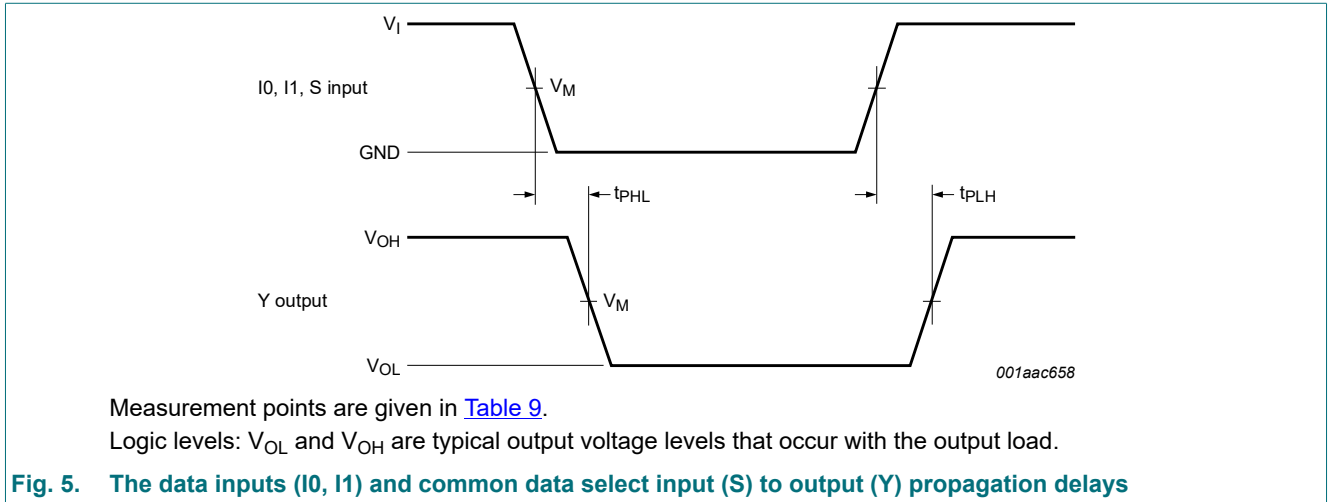 VI
I0, I1, S input
VM
GND
tPHL
tPLH
VOH
Y output
VM
VOL
001aac658
Measurement points are given in Table 9.
Logic levels: VOL and VOH are typical output voltage levels that occur with the output load.
Fig. 5. The data inputs (I0, I1) and common data select input (S) to output (Y) propagation delays